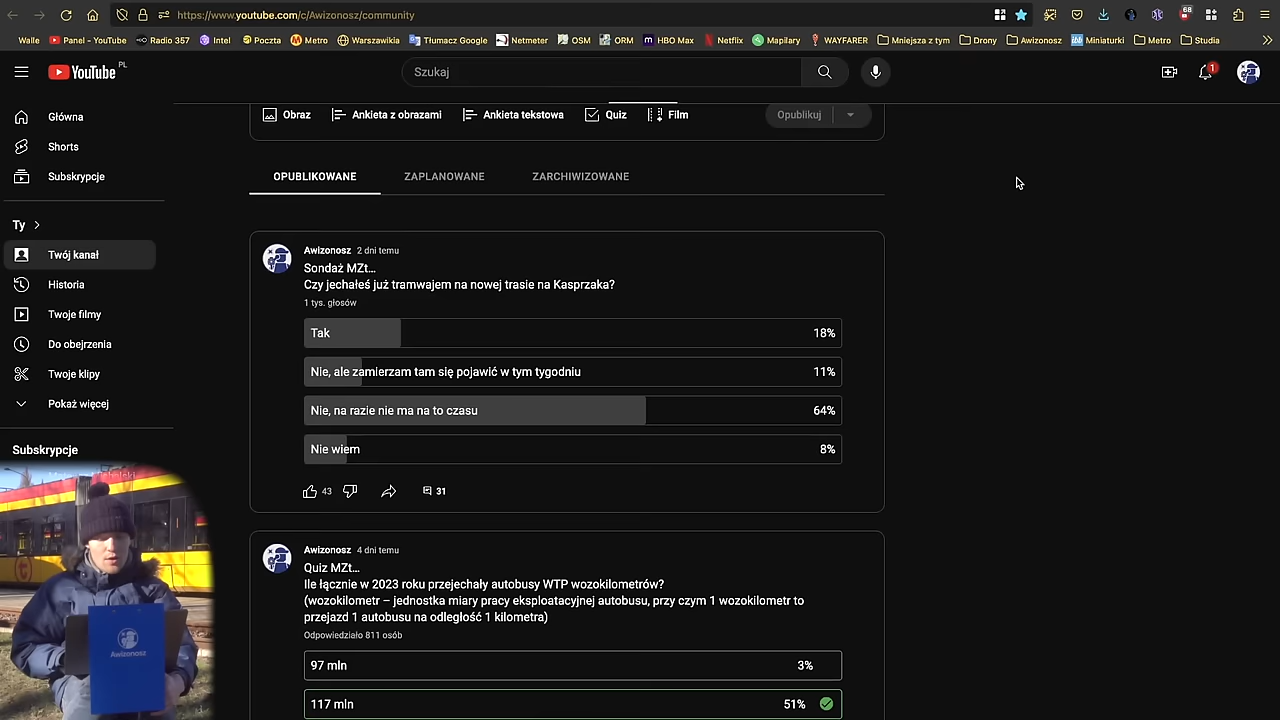 https://www.youtube.com/c/Awizonosz/community
68
Walle
Panel - YouTube
Radio 357
Intel
Poczta
Metro
Warszawikia
Tłumacz Google
Netmeter
OSM
ORM
HBO Max
Netflix
Mapilary
WAYFARER
Mniejsza z tym
Drony
Awizonosz
Miniaturki
Metro
Studia
YouTube PL
Szukaj
1
Główna
Shorts
Subskrypcje
Ty
Twój kanał
Historia
Twoje filmy
Do obejrzenia
Twoje klipy
Pokaż więcej
Subskrypcje
Obraz
Ankieta z obrazami
Ankieta tekstowa
Quiz
Film
Opublikuj
OPUBLIKOWANE
ZAPLANOWANE
ZARCHIWIZOWANE
Awizonosz 2 dni temu
Sondaż MZt...
Czy jechałeś już tramwajem na nowej trasie na Kasprzaka?
1 tys. głosów
Tak 18%
Nie, ale zamierzam tam się pojawić w tym tygodniu 11%
Nie, na razie nie ma na to czasu 64%
Nie wiem 8%
43
31
Awizonosz 4 dni temu
Quiz MZt...
Ile łącznie w 2023 roku przejechały autobusy WTP wozokilometrów?
(wozokilometr – jednostka miary pracy eksploatacyjnej autobusu, przy czym 1 wozokilometr to
przejazd 1 autobusu na odległość 1 kilometra)
Odpowiedziało 811 osób
97 mln 3%
117 mln 51%
Awizonosz